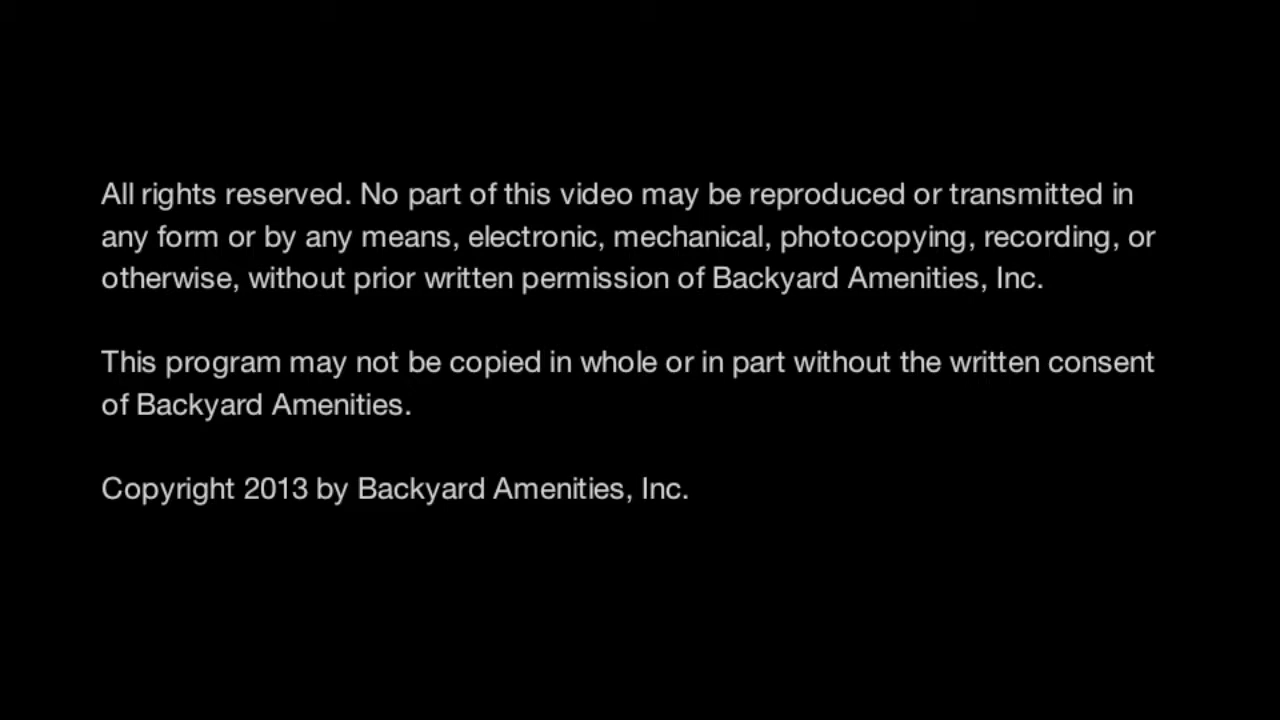 All rights reserved. No part of this video may be reproduced or transmitted in
any form or by any means, electronic, mechanical, photocopying, recording, or
otherwise, without prior written permission of Backyard Amenities, Inc.
This program may not be copied in whole or in part without the written consent
of Backyard Amenities.
Copyright 2013 by Backyard Amenities, Inc.